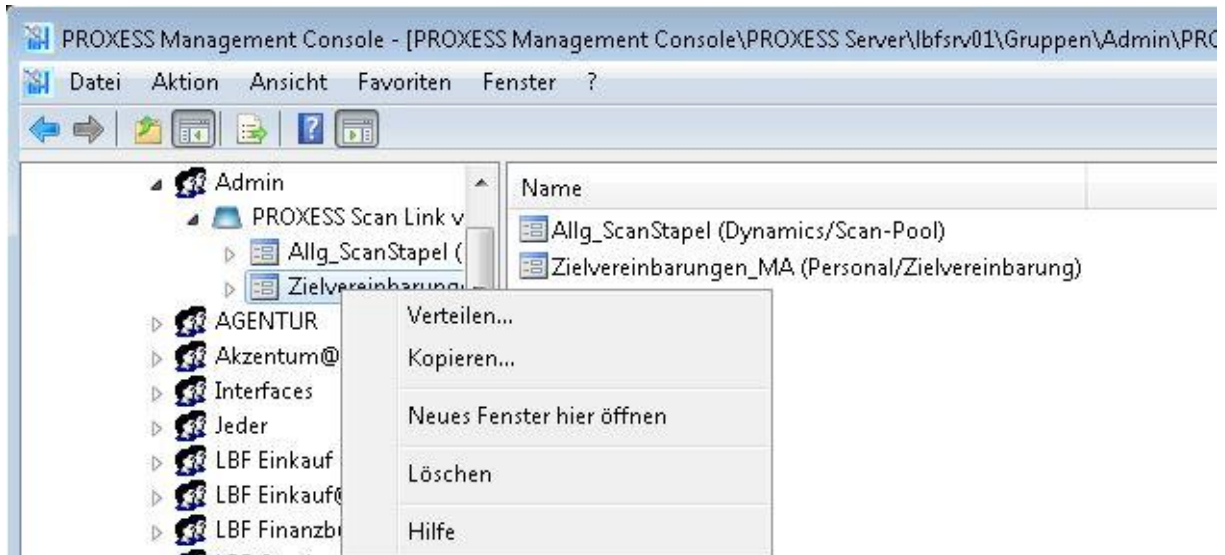 PROXESS Management Console - [PROXESS Management Console\PROXESS Server\lbfsrv01\Gruppen\Admin\PRO
Datei Aktion Ansicht Favoriten Fenster ?
Admin
PROXESS Scan Link v
Allg_ScanStapel (
Zielvereinbarung
AGENTUR
Akzentum@
Interfaces
Jeder
LBF Einkauf
LBF Einkauf@
LBF Finanzb
Name
Allg_ScanStapel (Dynamics/Scan-Pool)
Zielvereinbarungen_MA (Personal/Zielvereinbarung)
Verteilen...
Kopieren...
Neues Fenster hier öffnen
Löschen
Hilfe